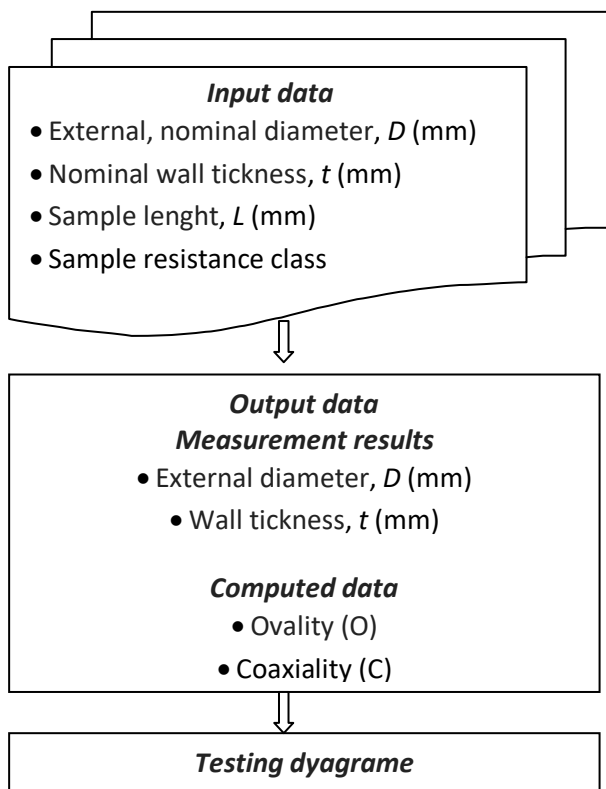 Input data
• External, nominal diameter, D (mm)
• Nominal wall tickness, t (mm)
• Sample lenght, L (mm)
• Sample resistance class
Output data
Measurement results
• External diameter, D (mm)
• Wall tickness, t (mm)
Computed data
• Ovality (O)
• Coaxiality (C)
Testing dyagrame